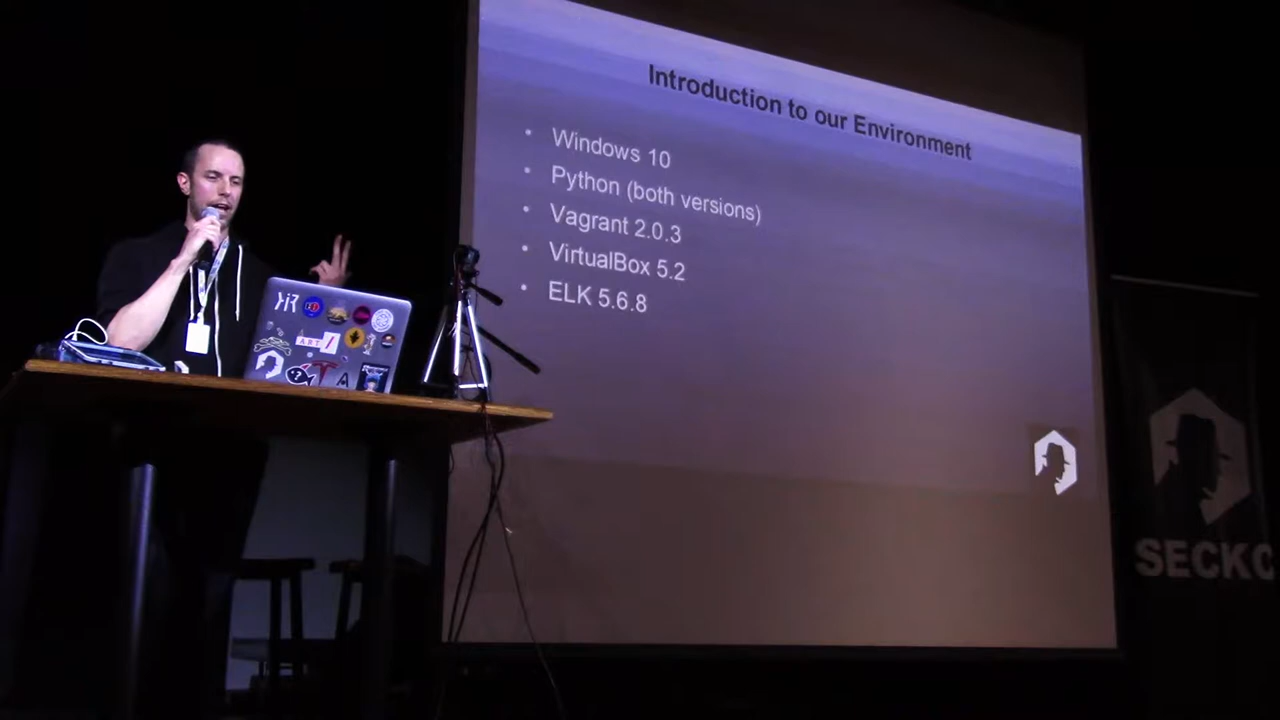 Introduction to our Environment
• Windows 10
• Python (both versions)
• Vagrant 2.0.3
• VirtualBox 5.2
• ELK 5.6.8
ART/
SECKC